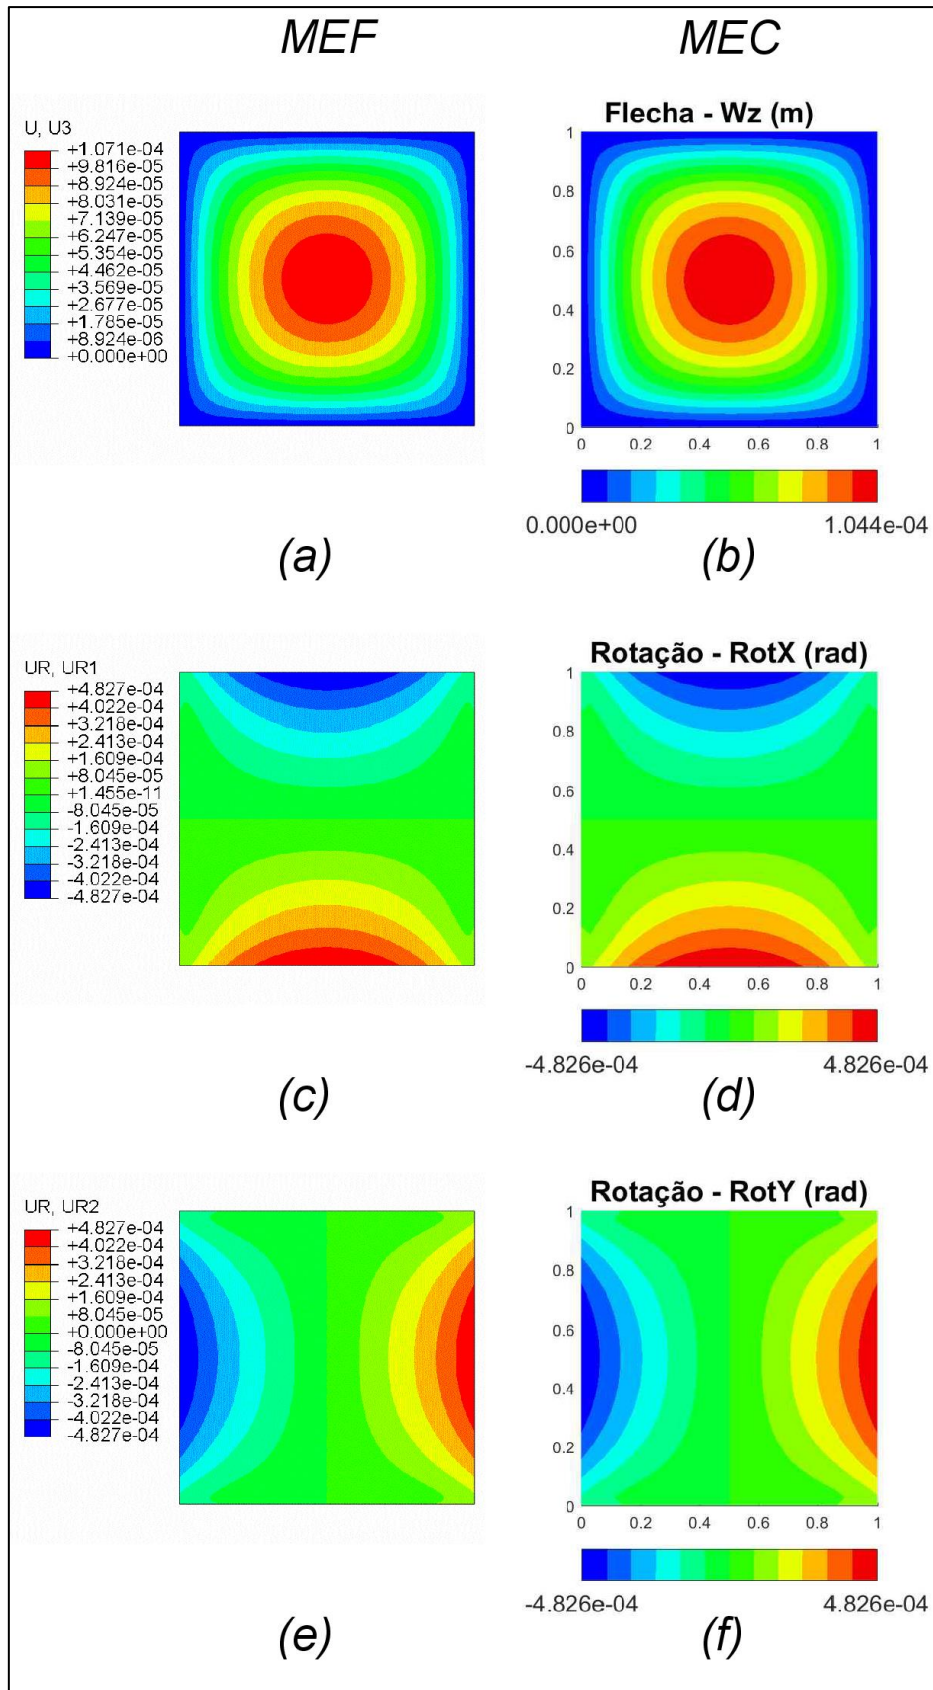 MEF MEC
U, U3
+1.071e-04
+9.816e-05
+8.924e-05
+8.031e-05
+7.139e-05
+6.247e-05
+5.354e-05
+4.462e-05
+3.569e-05
+2.677e-05
+1.785e-05
+8.924e-06
+0.000e+00
Flecha - Wz (m)
1
0.8
0.6
0.4
0.2
0
0 0.2 0.4 0.6 0.8 1
0.000e+00 1.044e-04
(a) (b)
UR, UR1
+4.827e-04
+4.022e-04
+3.218e-04
+2.413e-04
+1.609e-04
+8.045e-05
+1.455e-11
-8.045e-05
-1.609e-04
-2.413e-04
-3.218e-04
-4.022e-04
-4.827e-04
Rotação - RotX (rad)
1
0.8
0.6
0.4
0.2
0
0 0.2 0.4 0.6 0.8 1
-4.826e-04 4.826e-04
(c) (d)
UR, UR2
+4.827e-04
+4.022e-04
+3.218e-04
+2.413e-04
+1.609e-04
+8.045e-05
+0.000e+00
-8.045e-05
-1.609e-04
-2.413e-04
-3.218e-04
-4.022e-04
-4.827e-04
Rotação - RotY (rad)
1
0.8
0.6
0.4
0.2
0
0 0.2 0.4 0.6 0.8 1
-4.826e-04 4.826e-04
(e) (f)